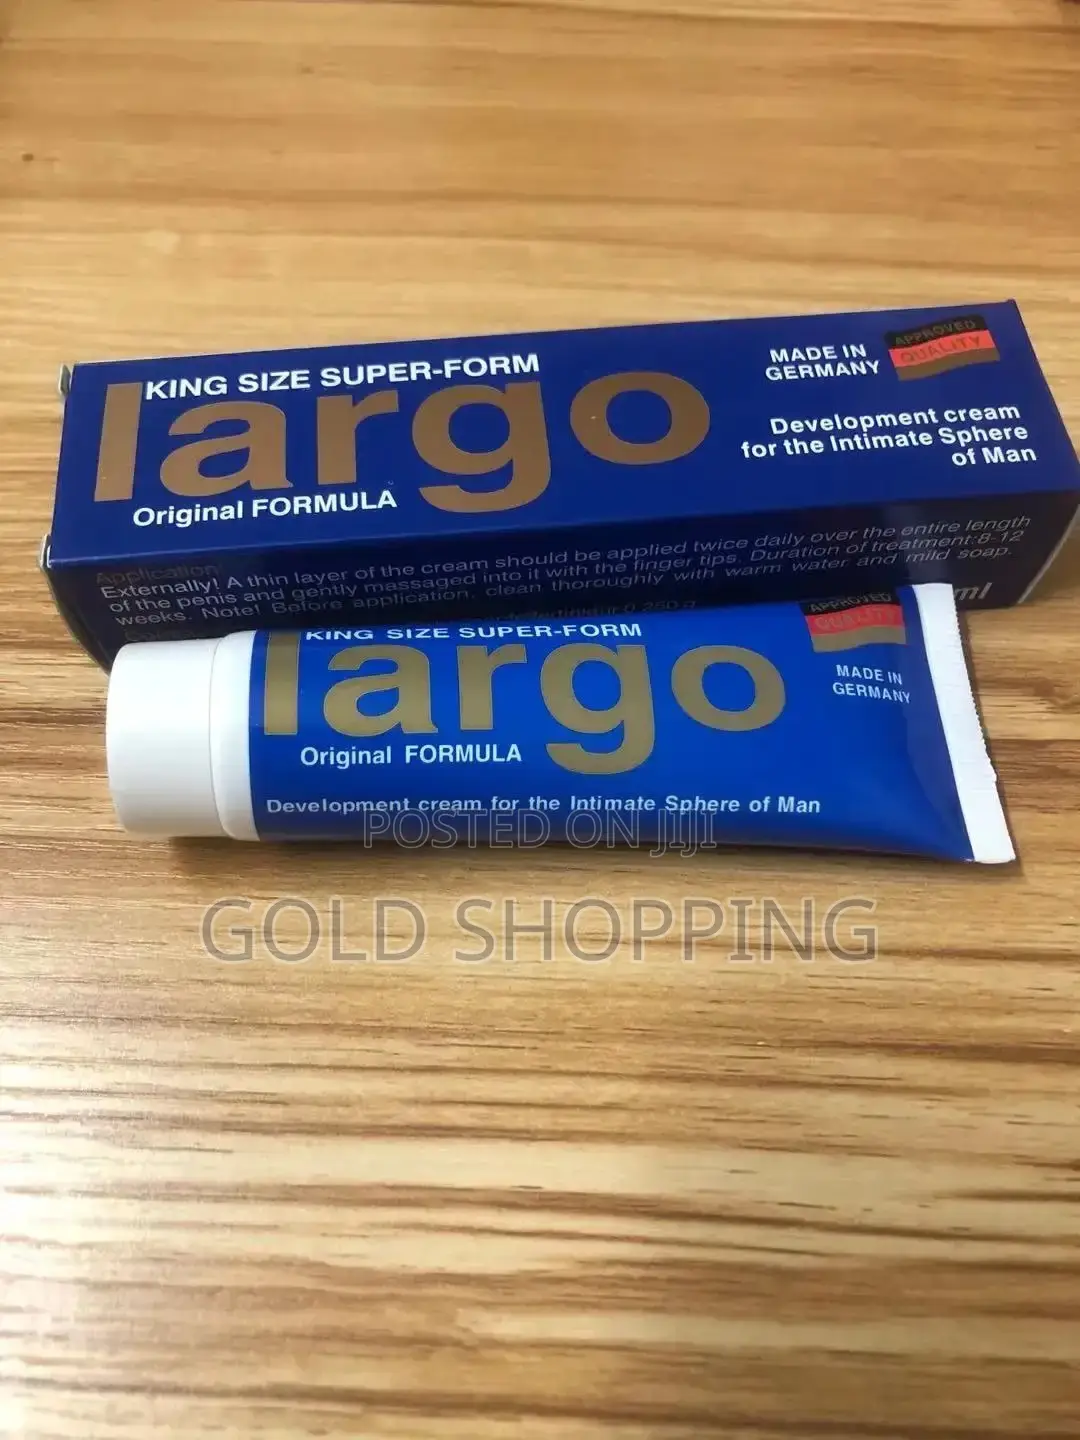 KING SIZE SUPER-FORM
largo
Original FORMULA
MADE IN
GERMANY
APPROVED
QUALITY
Development cream
for the Intimate Sphere
of Man
Application:
Externally! A thin layer of the cream should be applied twice daily over the entire length
of the penis and gently massaged into it with the finger tips. Duration of treatment:8-12
weeks. Note! Before application, clean thoroughly with warm water and mild soap.
ml
0,250 g
KING SIZE SUPER-FORM
largo
Original FORMULA
Development cream for the Intimate Sphere of Man
APPROVED
QUALITY
MADE IN
GERMANY
POSTED ON JIJI
GOLD SHOPPING